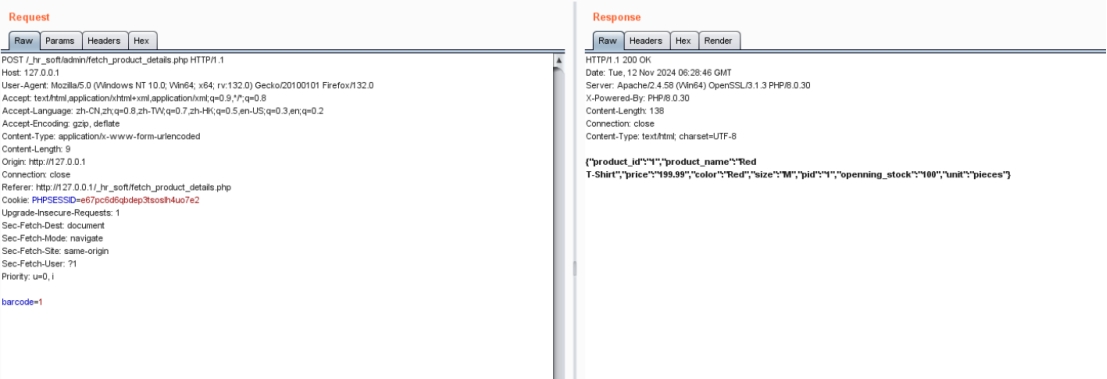 Request
Raw Params Headers Hex
POST /_hr_soft/admin/fetch_product_details.php HTTP/1.1
Host: 127.0.0.1
User-Agent: Mozilla/5.0 (Windows NT 10.0; Win64; x64; rv:132.0) Gecko/20100101 Firefox/132.0
Accept: text/html,application/xhtml+xml,application/xml;q=0.9,*/*;q=0.8
Accept-Language: zh-CN,zh;q=0.8,zh-TW;q=0.7,zh-HK;q=0.5,en-US;q=0.3,en;q=0.2
Accept-Encoding: gzip, deflate
Content-Type: application/x-www-form-urlencoded
Content-Length: 9
Origin: http://127.0.0.1
Connection: close
Referer: http://127.0.0.1/_hr_soft/fetch_product_details.php
Cookie: PHPSESSID=e67pc6d6qbdep3tsoslh4uo7e2
Upgrade-Insecure-Requests: 1
Sec-Fetch-Dest: document
Sec-Fetch-Mode: navigate
Sec-Fetch-Site: same-origin
Sec-Fetch-User: ?1
Priority: u=0, i
barcode=1
Response
Raw Headers Hex Render
HTTP/1.1 200 OK
Date: Tue, 12 Nov 2024 06:28:46 GMT
Server: Apache/2.4.58 (Win64) OpenSSL/3.1.3 PHP/8.0.30
X-Powered-By: PHP/8.0.30
Content-Length: 138
Connection: close
Content-Type: text/html; charset=UTF-8
{"product_id":"1","product_name":"Red
T-Shirt","price":"199.99","color":"Red","size":"M","pid":"1","openning_stock":"100","unit":"pieces"}